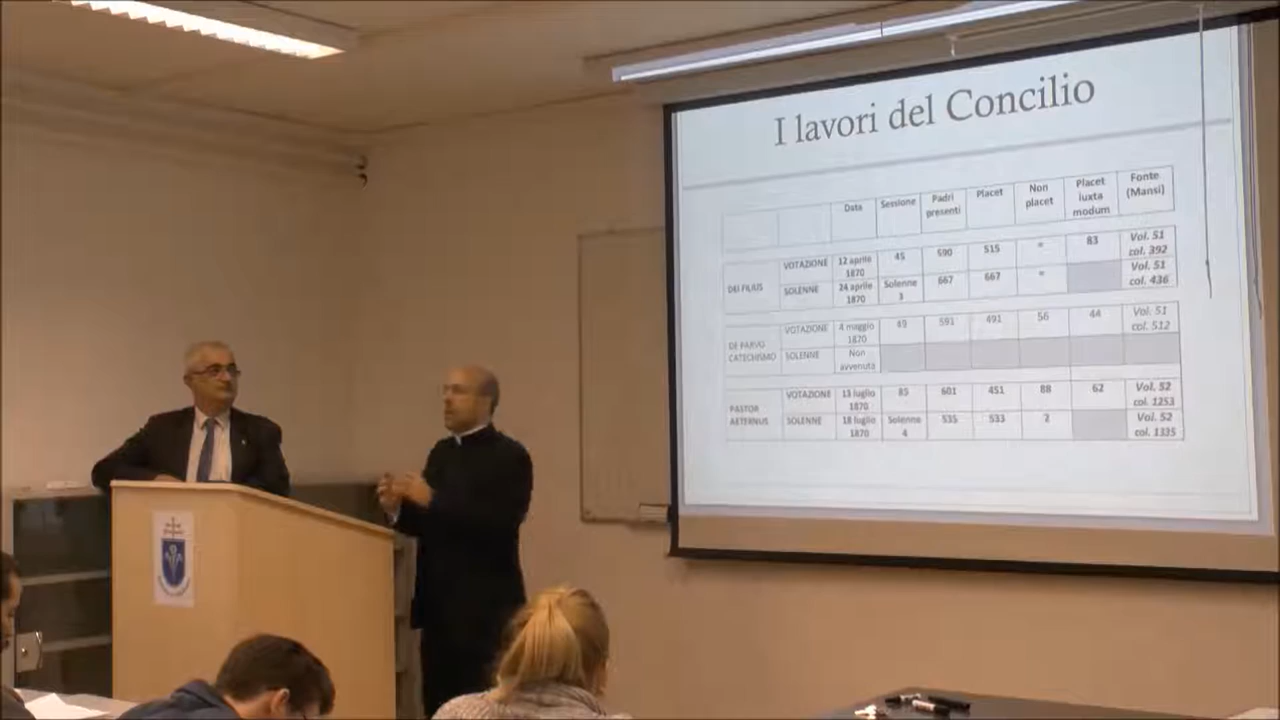 I lavori del Concilio
Data Sessione Padri presenti Placet Non placet Placet iuxta modum Fonte (Mansi)
DEI FILIUS VOTAZIONE 12 aprile 1870 45 590 515 * 83 Vol. 51 col. 392
SOLENNE 24 aprile 1870 Solenne 3 667 667 * Vol. 51 col. 436
DE PARVO CATECHISMO VOTAZIONE 4 maggio 1870 49 591 491 56 44 Vol. 51 col. 512
SOLENNE Non avvenuta
PASTOR AETERNUS VOTAZIONE 13 luglio 1870 85 601 451 88 62 Vol. 52 col. 1253
SOLENNE 18 luglio 1870 Solenne 4 535 533 2 Vol. 52 col. 1335